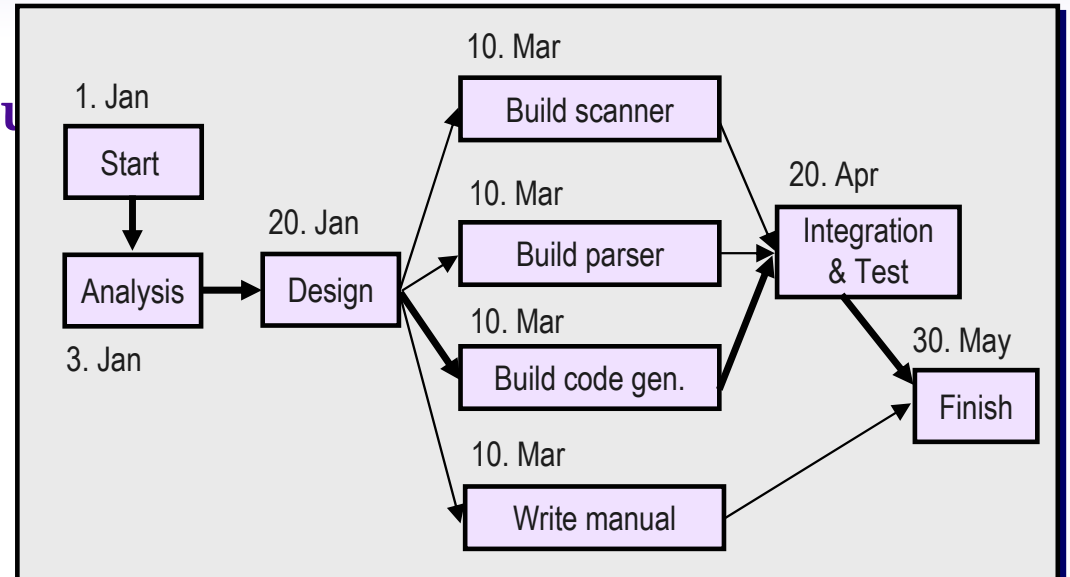 1. Jan
Start
Analysis
3. Jan
20. Jan
Design
10. Mar
Build scanner
10. Mar
Build parser
10. Mar
Build code gen.
10. Mar
Write manual
20. Apr
Integration
& Test
30. May
Finish